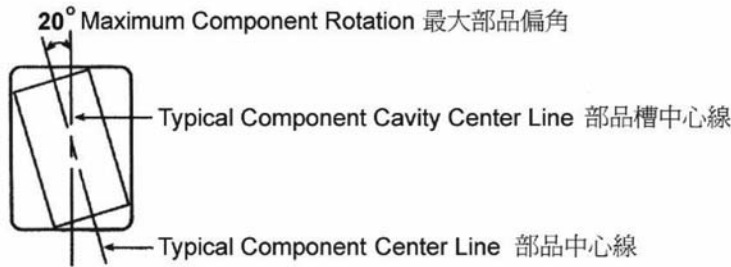 20° Maximum Component Rotation 最大部品偏角
Typical Component Cavity Center Line 部品槽中心線
Typical Component Center Line 部品中心線